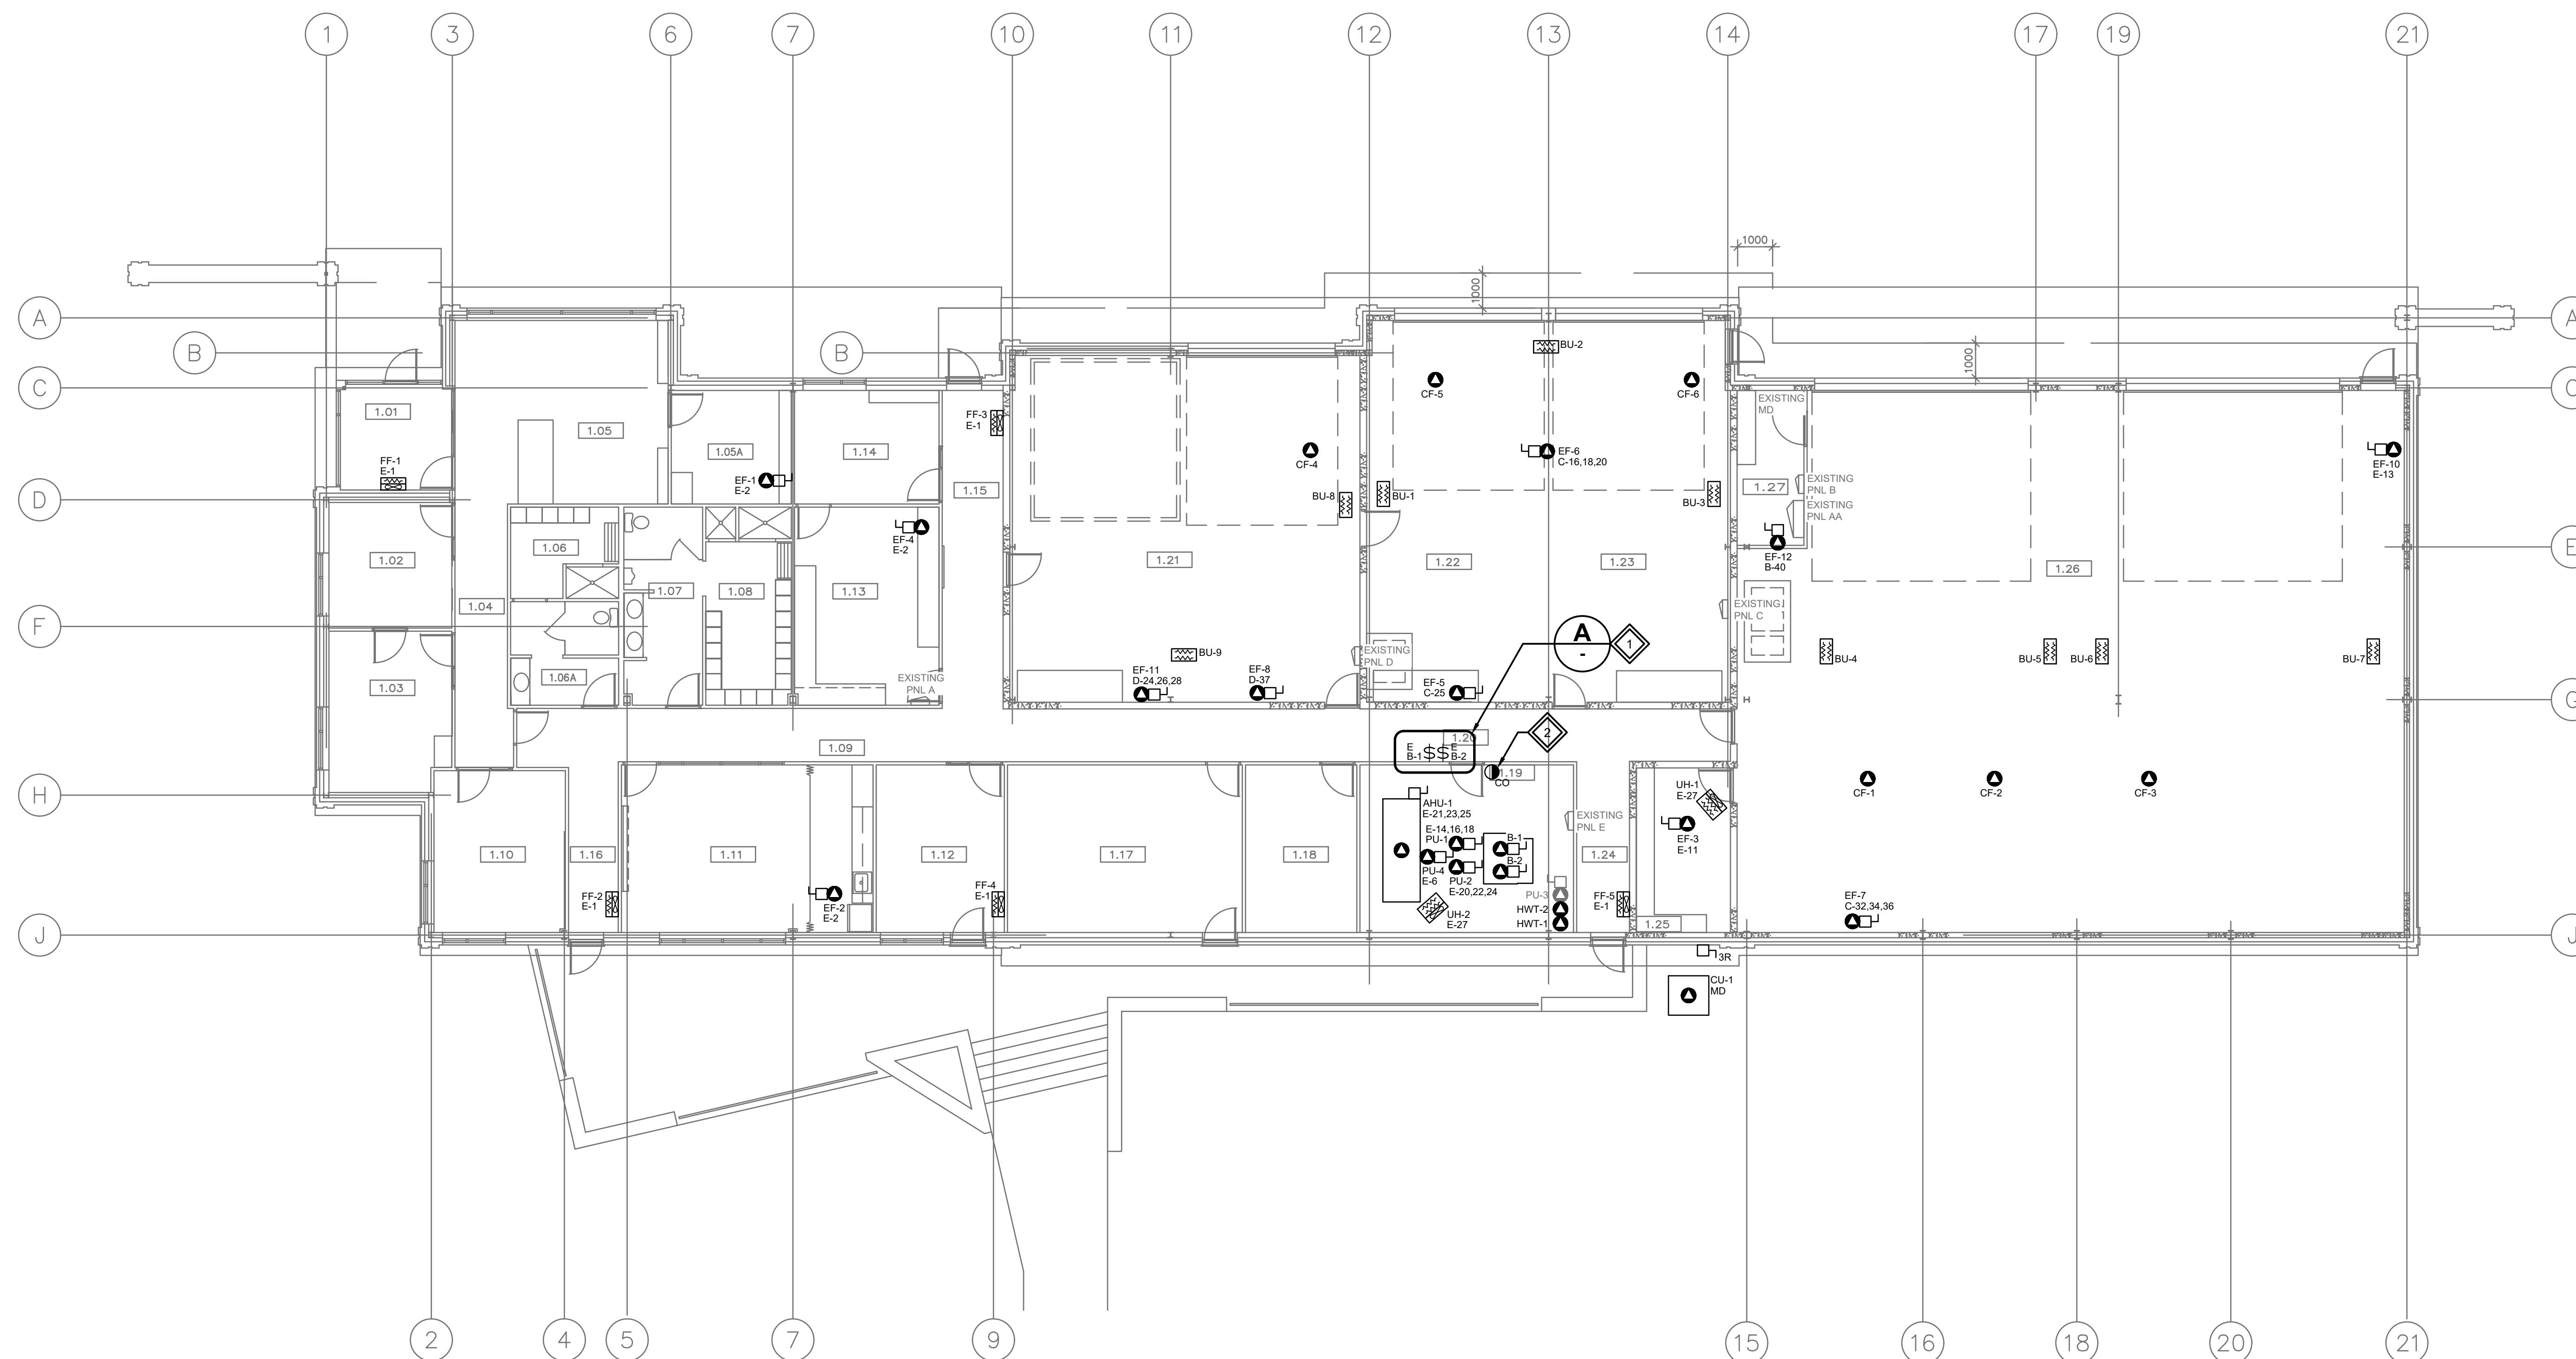 1
3
6
7
10
11
12
13
14
17
19
21
1000
1000
1000
A
A
B
B
C
D
E
F
H
J
J
1.01
FF-1
E-1
1.02
1.03
1.04
1.05
1.05A
EF-1
E-2
1.06
1.06A
1.07
1.08
1.14
EF-4
E-2
1.13
EXISTING
PNL A
1.15
FF-3
E-1
1.21
CF-4
BU-8
BU-9
EF-11
D-24,26,28
EF-8
D-37
EXISTING
PNL D
BU-2
CF-5
CF-6
EF-6
C-16,18,20
BU-1
BU-3
1.22
1.23
EF-5
C-25
A
-
1
2
EXISTING
MD
EXISTING
PNL B
EXISTING
PNL AA
1.27
EF-12
B-40
EXISTING
PNL C
BU-4
BU-5
BU-6
BU-7
1.26
EF-10
E-13
CF-1
CF-2
CF-3
EF-7
C-32,34,36
1.09
1.20
E
B-1
$$
E
B-2
CO
1.19
1.10
1.16
FF-2
E-1
1.11
EF-2
E-2
1.12
FF-4
E-1
1.17
1.18
AHU-1
E-21,23,25
E-14,16,18
PU-1
PU-4
E-6
PU-2
E-20,22,24
B-1
B-2
UH-2
E-27
PU-3
HWT-2
HWT-1
EXISTING
PNL E
1.24
FF-5
E-1
1.25
UH-1
E-27
EF-3
E-11
3R
CU-1
MD
2
4
5
7
9
15
16
18
20
21